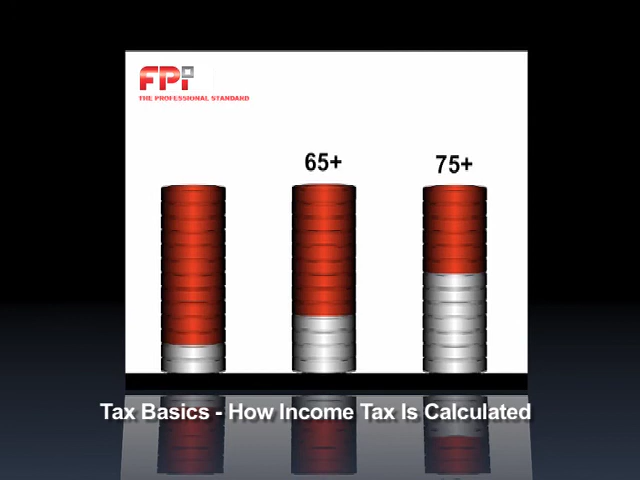 FPi
THE PROFESSIONAL STANDARD
65+
75+
Tax Basics - How Income Tax Is Calculated